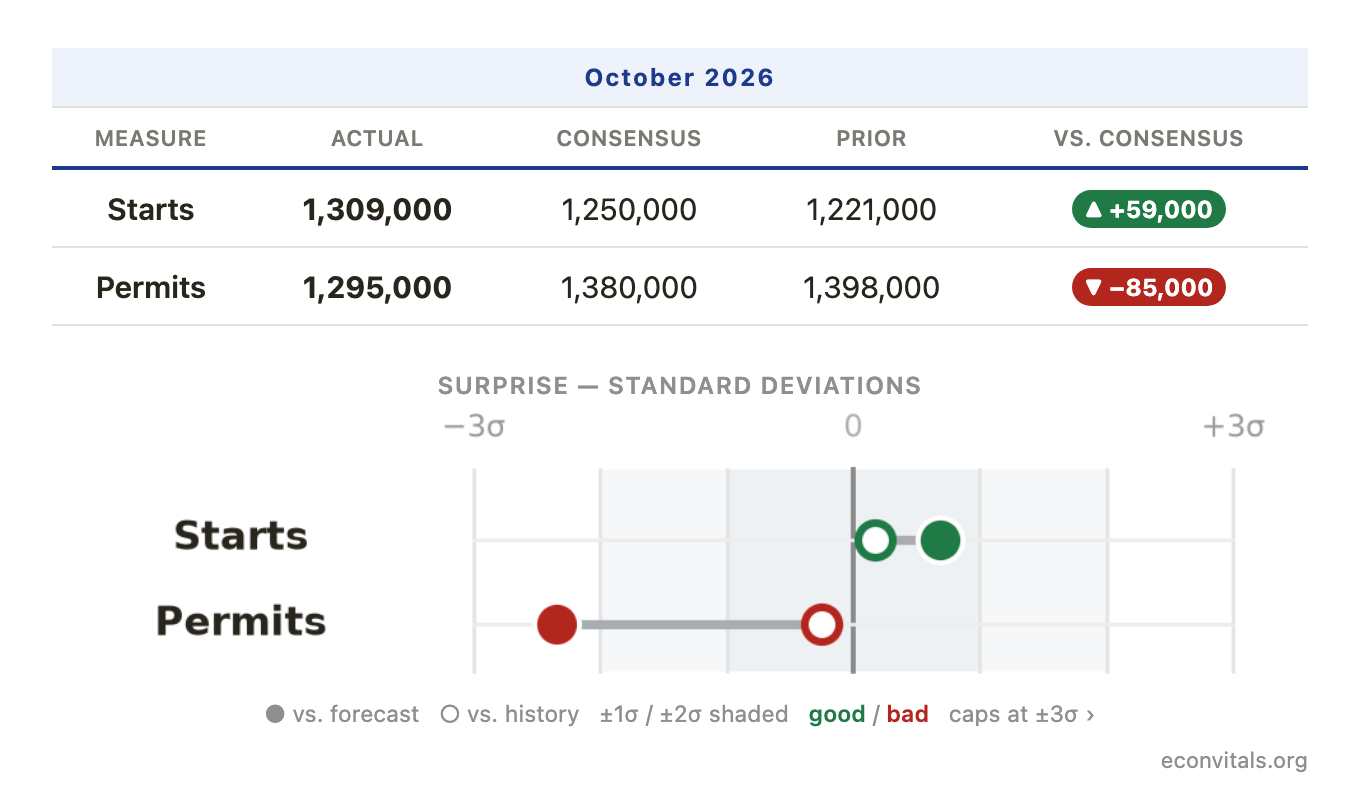 October 2026
MEASURE ACTUAL CONSENSUS PRIOR VS. CONSENSUS
Starts 1,309,000 1,250,000 1,221,000 ▲ +59,000
Permits 1,295,000 1,380,000 1,398,000 ▼ −85,000
SURPRISE — STANDARD DEVIATIONS
−3σ 0 +3σ
Starts
Permits
● vs. forecast ○ vs. history ±1σ / ±2σ shaded good / bad caps at ±3σ ›
econvitals.org